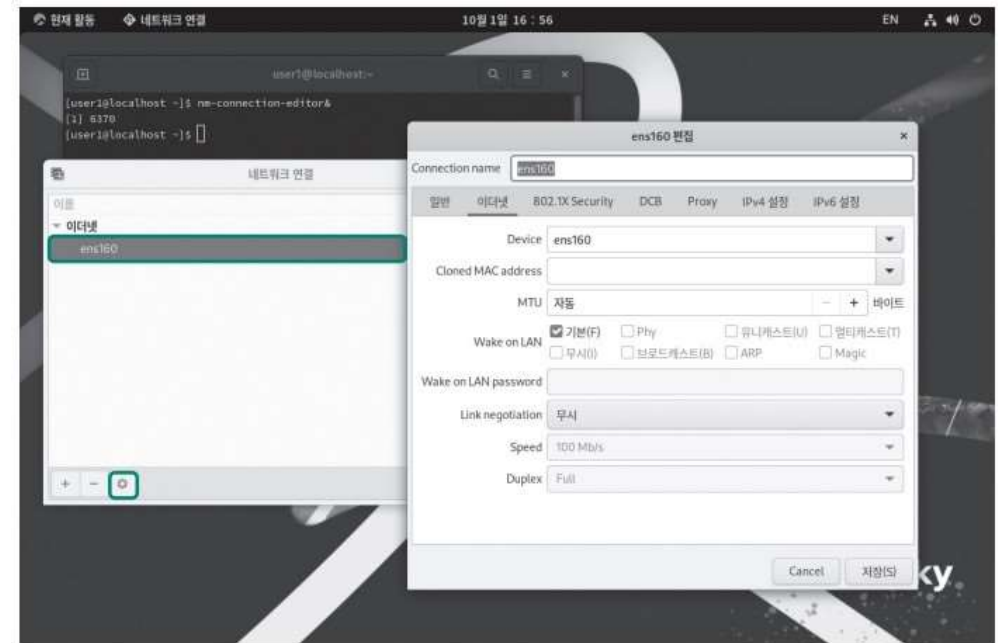 현재 활동 네트워크 연결 10월 1일 16 : 56 EN
user1@localhost:~
[user1@localhost ~]$ nm-connection-editor&
[1] 6370
[user1@localhost ~]$
네트워크 연결
이름
이더넷
ens160
+ -
ens160 편집 ×
Connection name ens160
일반 이더넷 802.1X Security DCB Proxy IPv4 설정 IPv6 설정
Device ens160
Cloned MAC address
MTU 자동 - + 바이트
Wake on LAN 기본(F) Phy 유니캐스트(U) 멀티캐스트(T)
무시(I) 브로드캐스트(B) ARP Magic
Wake on LAN password
Link negotiation 무시
Speed 100 Mb/s
Duplex Full
Cancel 저장(S)
ky